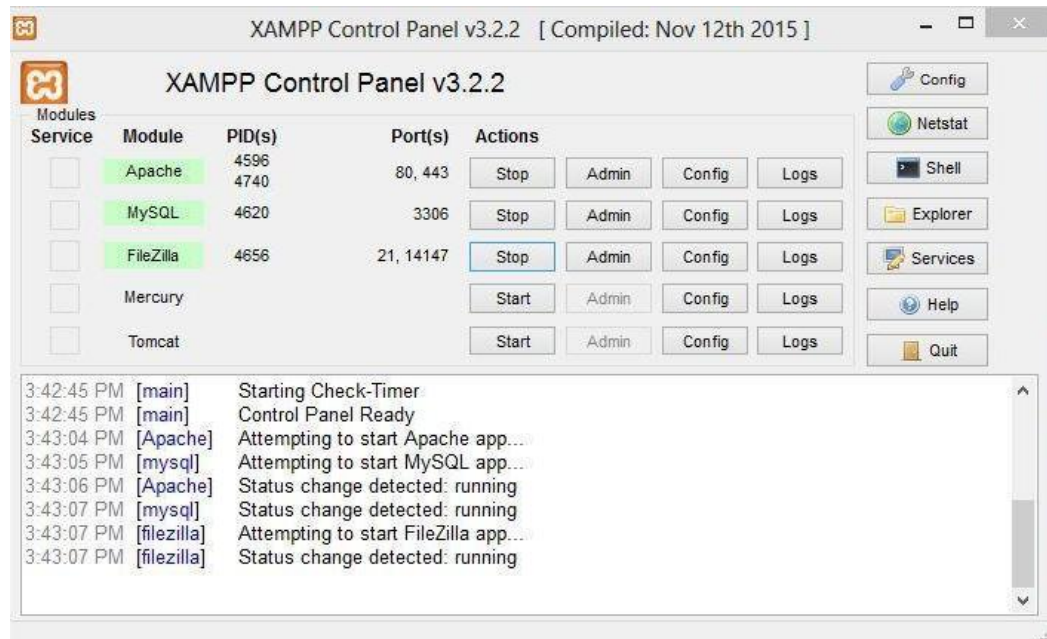 XAMPP Control Panel v3.2.2 [ Compiled: Nov 12th 2015 ]
XAMPP Control Panel v3.2.2
Config
Modules
Netstat
Service Module PID(s) Port(s) Actions
Apache 4596 4740 80, 443 Stop Admin Config Logs
Shell
MySQL 4620 3306 Stop Admin Config Logs
Explorer
FileZilla 4656 21, 14147 Stop Admin Config Logs
Services
Mercury Start Admin Config Logs
Help
Tomcat Start Admin Config Logs
Quit
3:42:45 PM [main] Starting Check-Timer
3:42:45 PM [main] Control Panel Ready
3:43:04 PM [Apache] Attempting to start Apache app...
3:43:05 PM [mysql] Attempting to start MySQL app...
3:43:06 PM [Apache] Status change detected: running
3:43:07 PM [mysql] Status change detected: running
3:43:07 PM [filezilla] Attempting to start FileZilla app...
3:43:07 PM [filezilla] Status change detected: running